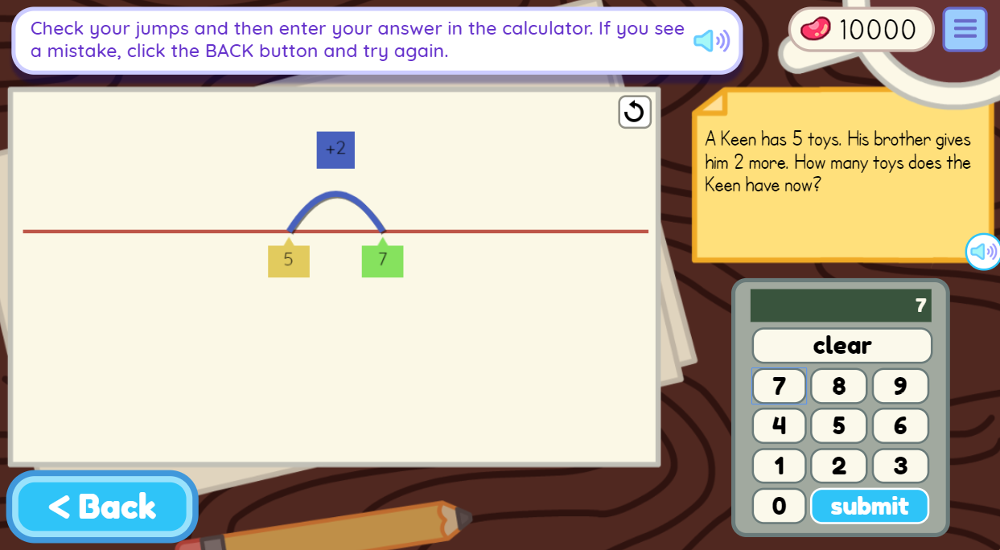 Check your jumps and then enter your answer in the calculator. If you see
a mistake, click the BACK button and try again.
10000
+2
5
7
A Keen has 5 toys. His brother gives
him 2 more. How many toys does the
Keen have now?
7
clear
7 8 9
4 5 6
1 2 3
0 submit
< Back